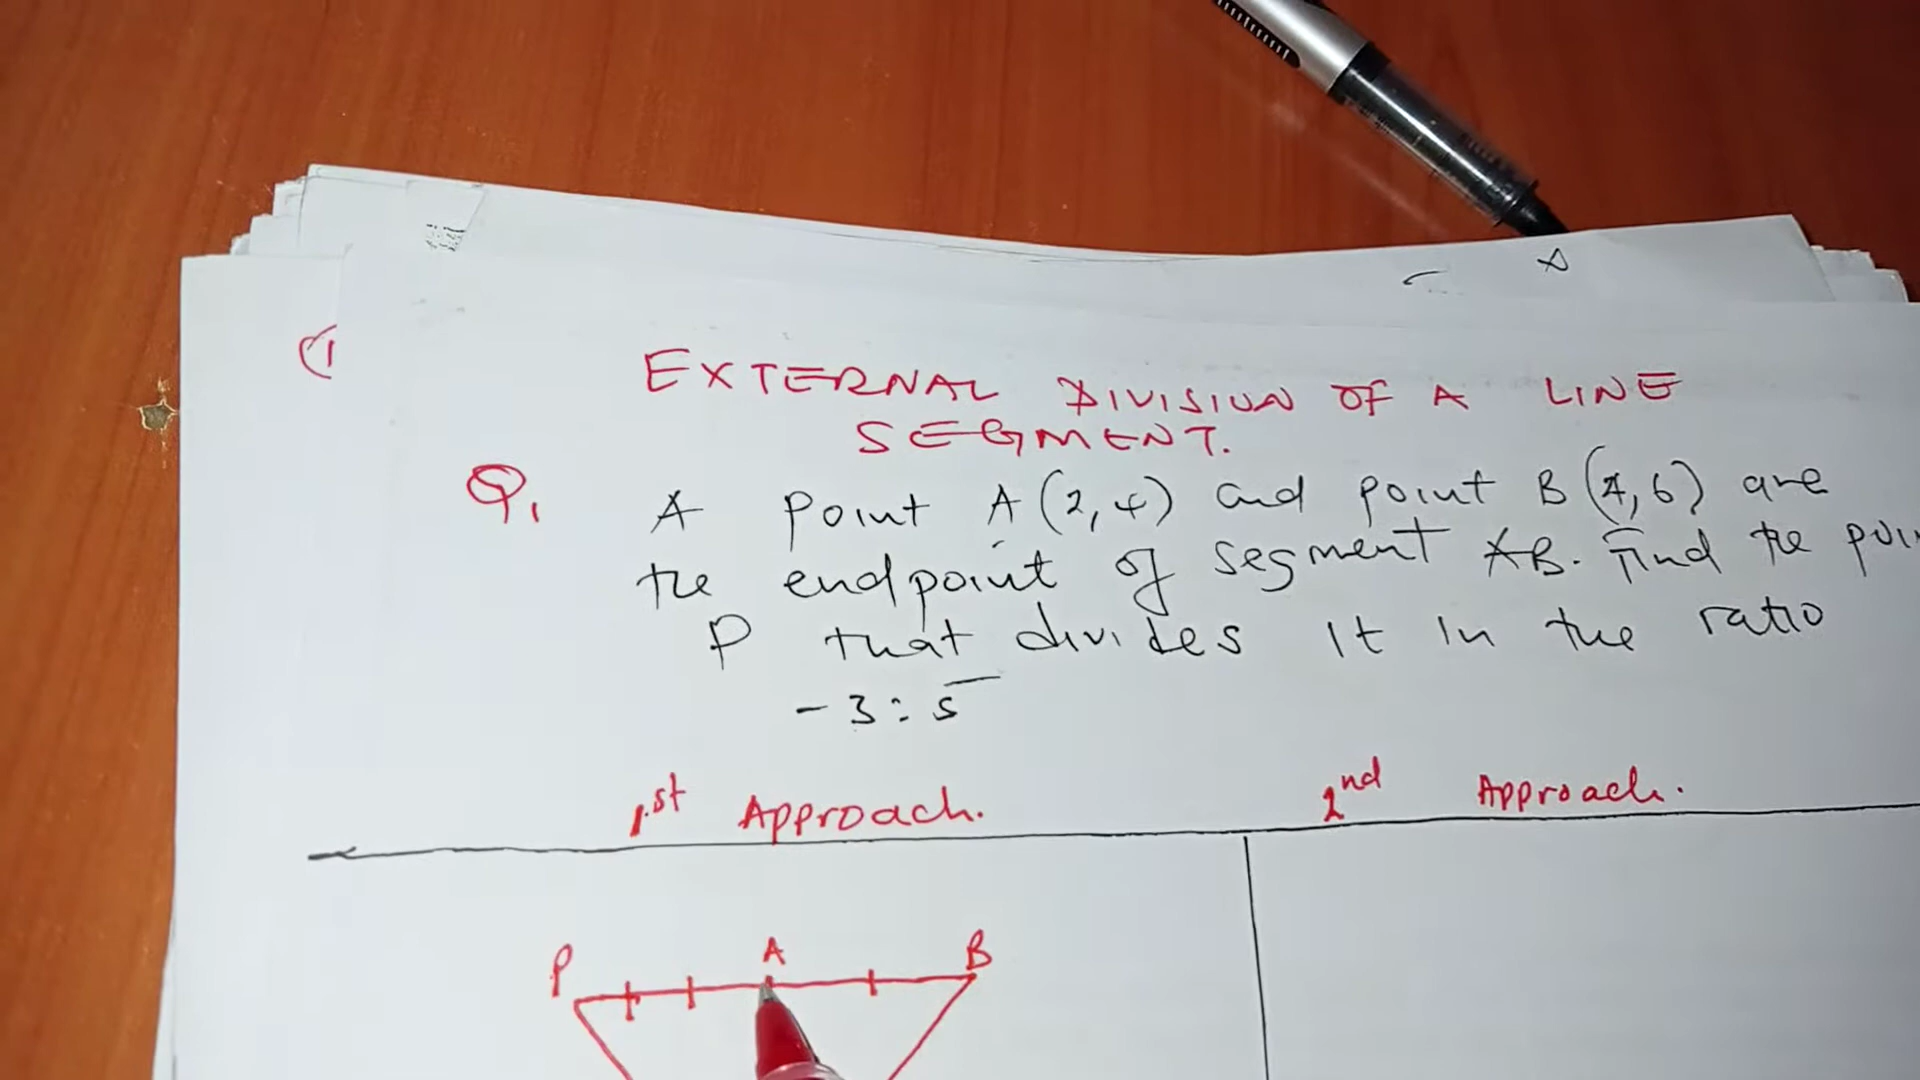 (1
EXTERNAL DIVISION OF A LINE
SEGMENT.
Q1 A point A(2,4) and point B(4,6) are
the endpoint of segment AB. Find the
P that divides it in the ratio
-3:5
1st Approach. 2nd Approach.
P A B